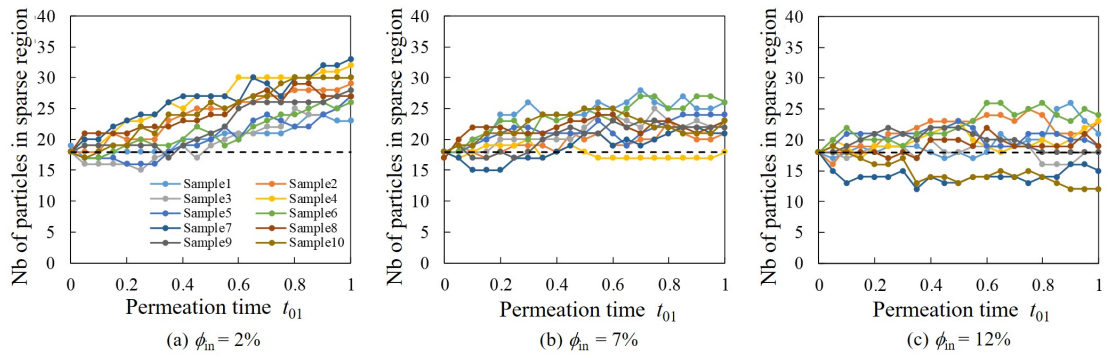 Nb of particles in sparse region
40
35
30
25
20
15
10
5
0
0 0.2 0.4 0.6 0.8 1
Permeation time t01
Sample1 Sample2
Sample3 Sample4
Sample5 Sample6
Sample7 Sample8
Sample9 Sample10
(a) ϕin = 2%
Nb of particles in sparse region
40
35
30
25
20
15
10
5
0
0 0.2 0.4 0.6 0.8 1
Permeation time t01
(b) ϕin = 7%
Nb of particles in sparse region
40
35
30
25
20
15
10
5
0
0 0.2 0.4 0.6 0.8 1
Permeation time t01
(c) ϕin = 12%